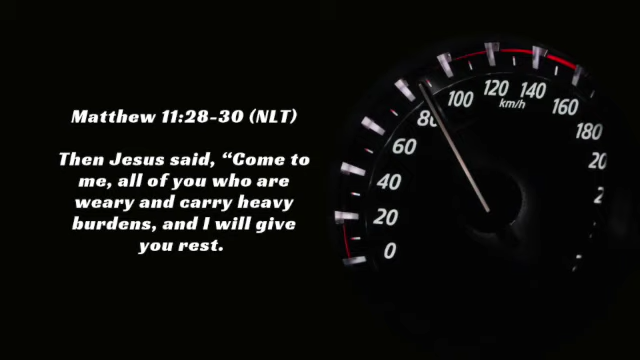 Matthew 11:28-30 (NLT)
Then Jesus said, “Come to
me, all of you who are
weary and carry heavy
burdens, and I will give
you rest.
0
20
40
60
80
100
120
140
160
180
km/h